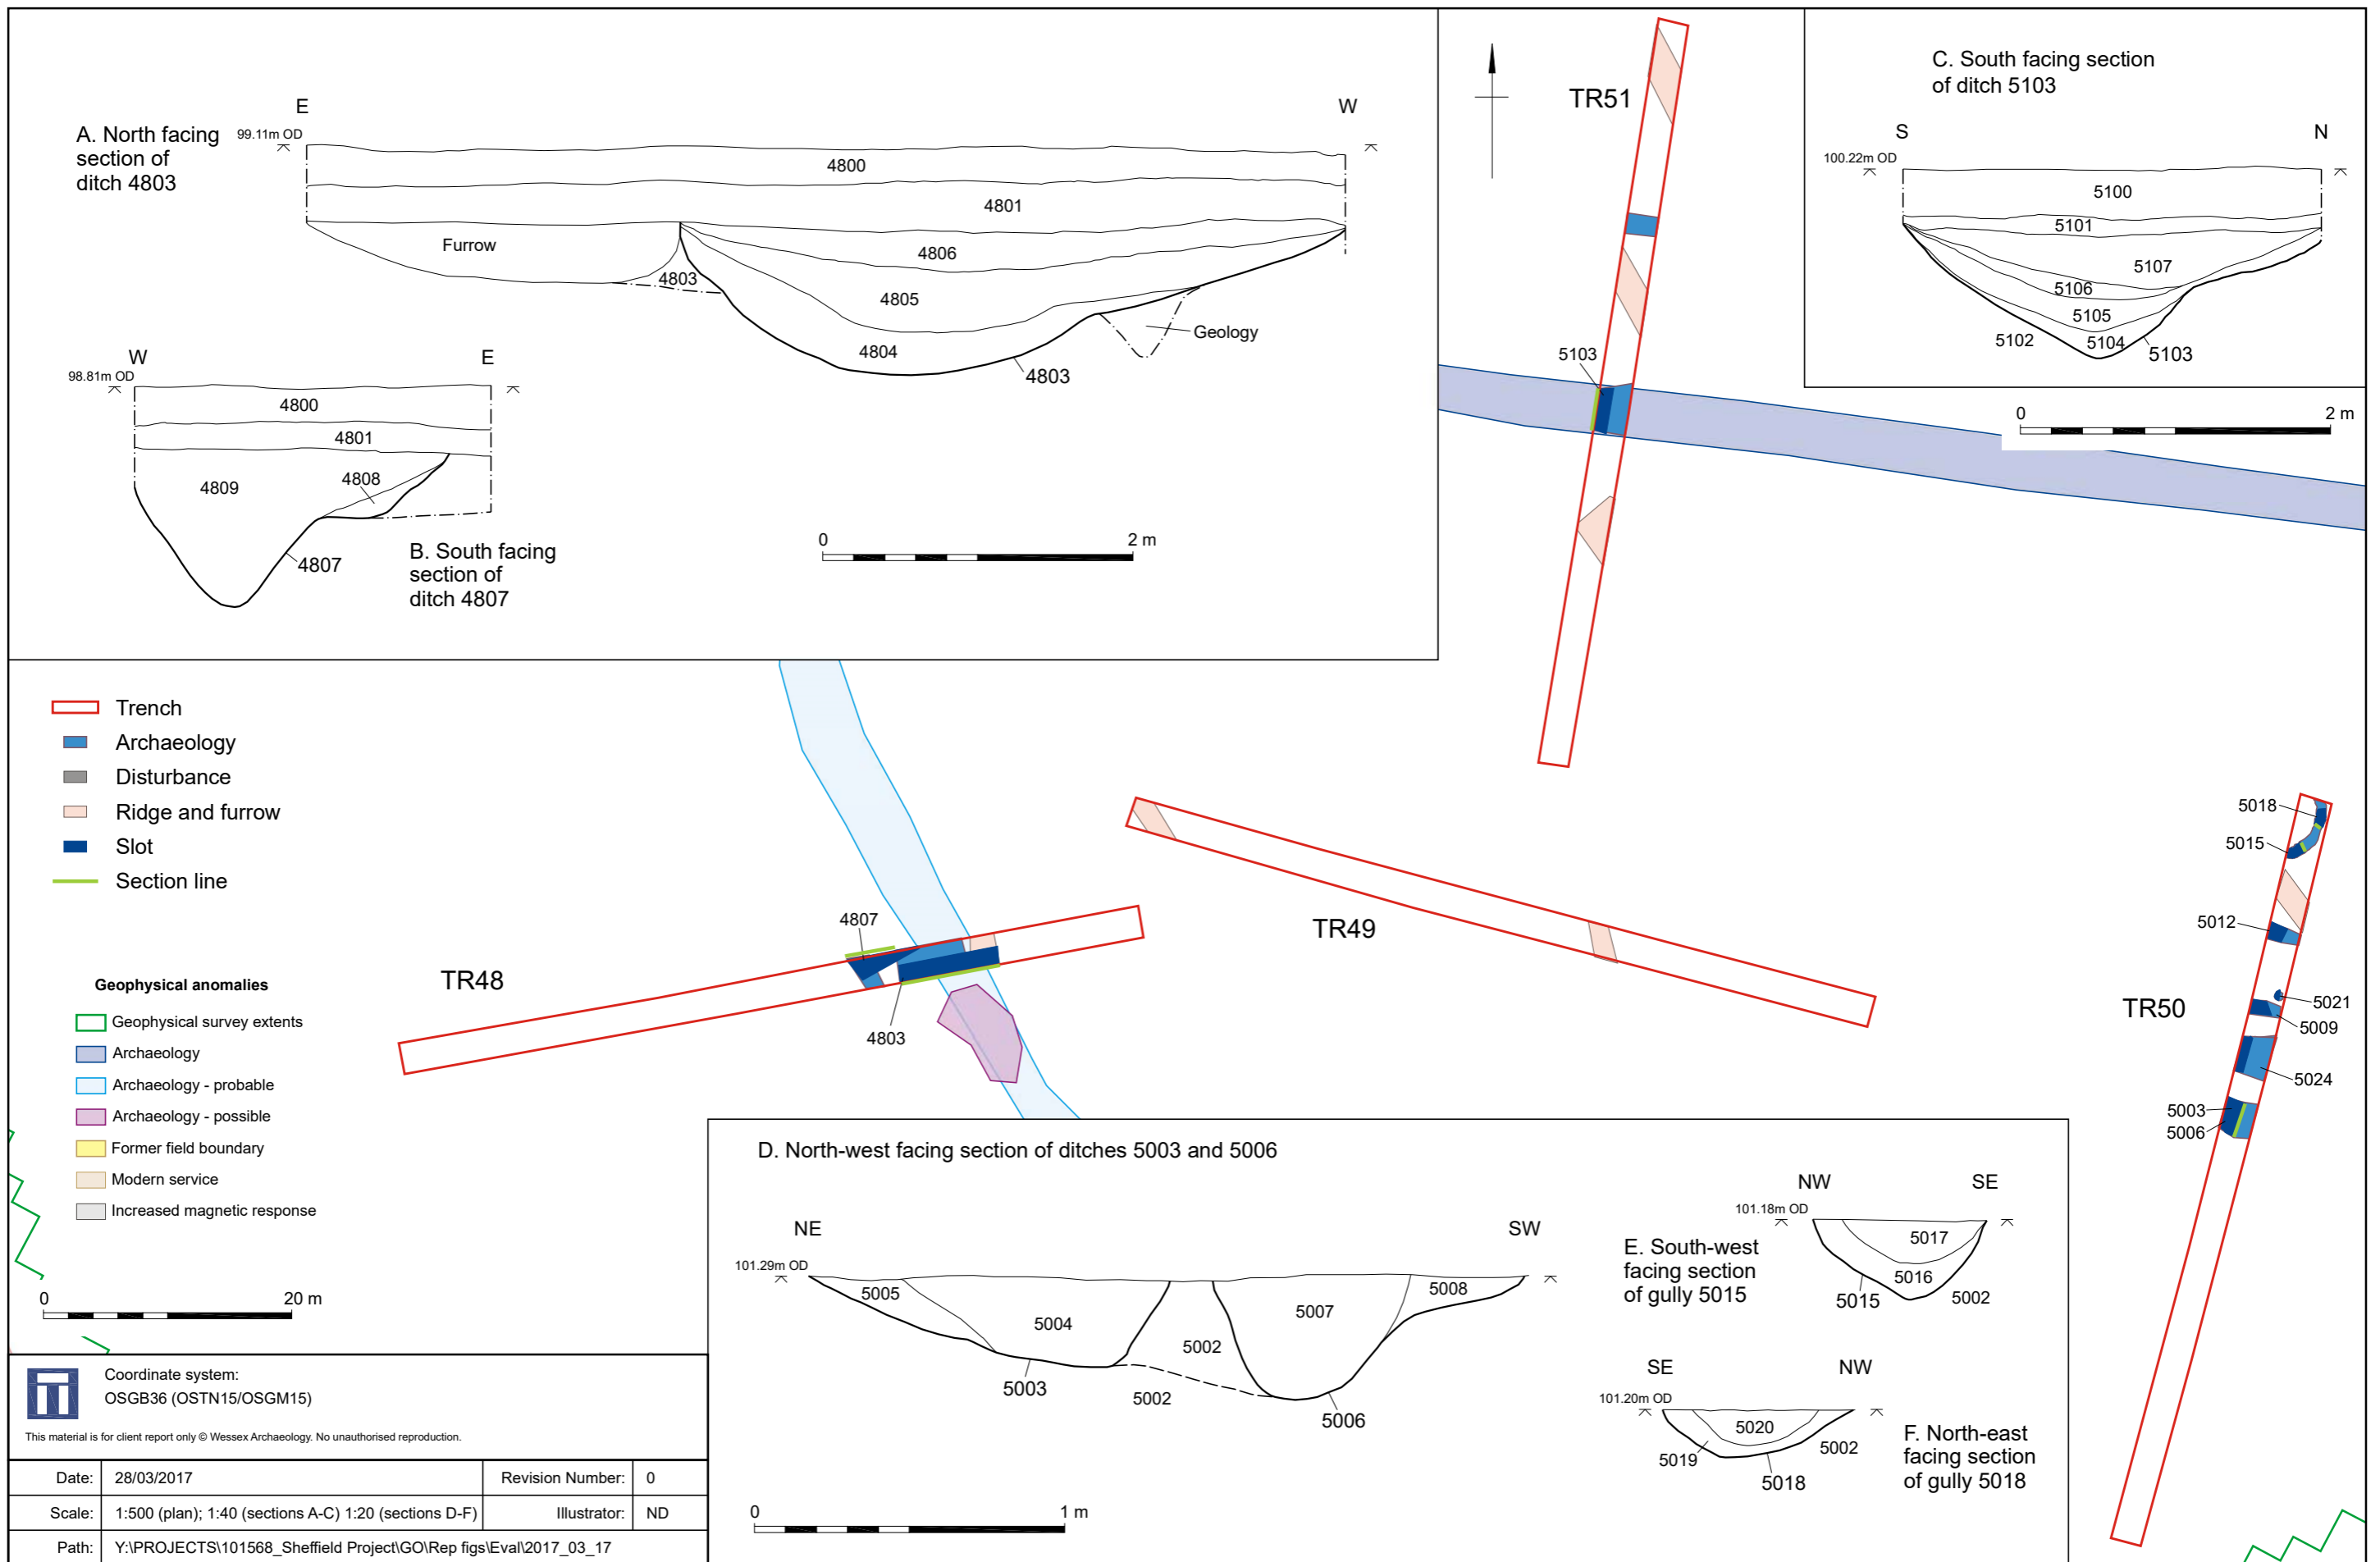 A. North facing
section of
ditch 4803
E
W
99.11m OD
4800
4801
Furrow
4806
4803
4805
4804
4803
Geology
W
E
98.81m OD
4800
4801
4809
4808
4807
B. South facing
section of
ditch 4807
0
2 m
TR51
5103
C. South facing section
of ditch 5103
S
N
100.22m OD
5100
5101
5107
5106
5105
5102
5104
5103
0
2 m
Trench
Archaeology
Disturbance
Ridge and furrow
Slot
Section line
Geophysical anomalies
Geophysical survey extents
Archaeology
Archaeology - probable
Archaeology - possible
Former field boundary
Modern service
Increased magnetic response
0
20 m
TR48
4807
4803
TR49
TR50
5018
5015
5012
5021
5009
5024
5003
5006
D. North-west facing section of ditches 5003 and 5006
NE
SW
101.29m OD
5005
5004
5002
5007
5008
5003
5002
5006
0
1 m
E. South-west
facing section
of gully 5015
NW
SE
101.18m OD
5017
5016
5015
5002
SE
NW
101.20m OD
5020
5019
5002
5018
F. North-east
facing section
of gully 5018
Coordinate system:
OSGB36 (OSTN15/OSGM15)
This material is for client report only © Wessex Archaeology. No unauthorised reproduction.
Date: 28/03/2017 Revision Number: 0
Scale: 1:500 (plan); 1:40 (sections A-C) 1:20 (sections D-F) Illustrator: ND
Path: Y:\PROJECTS\101568_Sheffield Project\GO\Rep figs\Eval\2017_03_17